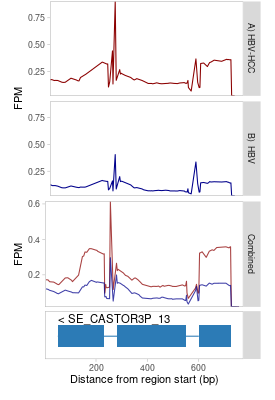 0.75
0.50
0.25
FPM
A) HBV-HCC
0.75
0.50
0.25
B) HBV
0.6
0.4
0.2
FPM
Combined
< SE_CASTOR3P_13
200 400 600
Distance from region start (bp)